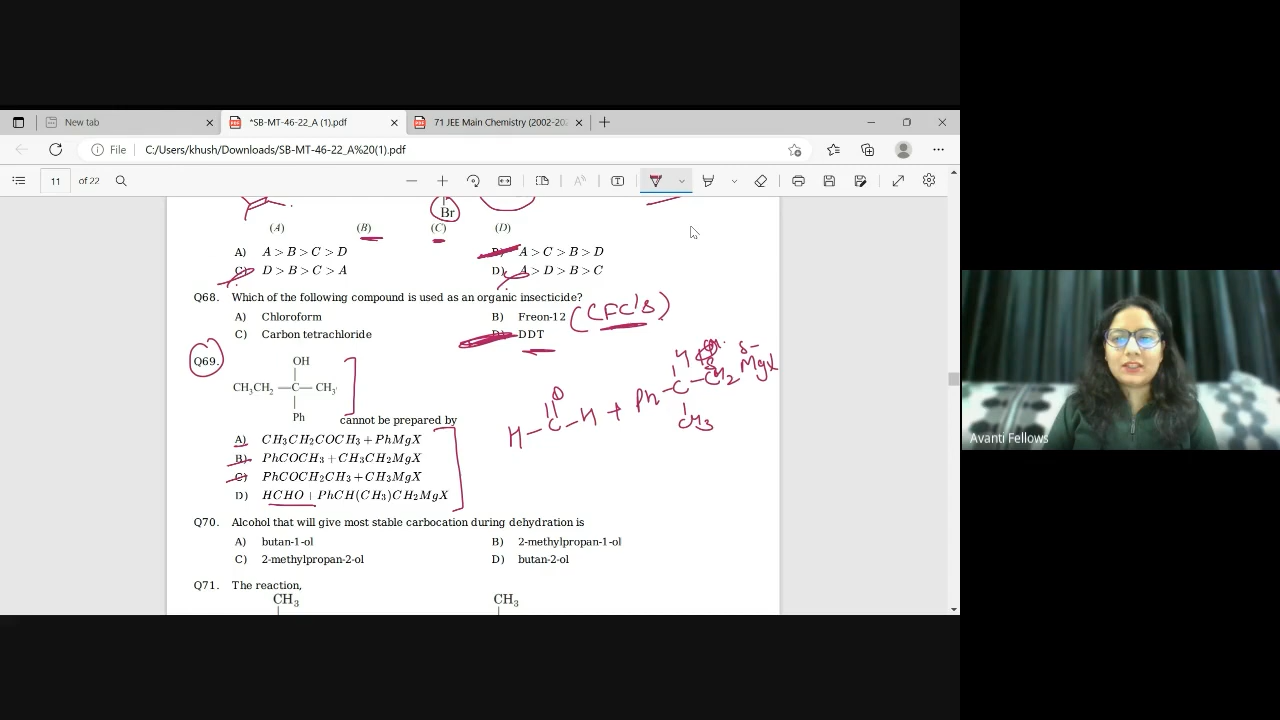 New tab
*SB-MT-46-22_A (1).pdf
71 JEE Main Chemistry (2002-202
File
C:/Users/khush/Downloads/SB-MT-46-22_A%20(1).pdf
11 of 22
Br
(A) (B) (C) (D)
A) A > B > C > D
B) A > C > B > D
C) D > B > C > A
D) A > D > B > C
Q68. Which of the following compound is used as an organic insecticide?
A) Chloroform
B) Freon-12
(CFC's)
C) Carbon tetrachloride
D) DDT
Q69.
OH
CH3CH2 — C — CH3
Ph
cannot be prepared by
A) CH3CH2COCH3 + PhMgX
B) PhCOCH3 + CH3CH2MgX
C) PhCOCH2CH3 + CH3MgX
D) HCHO + PhCH(CH3)CH2MgX
O
H — C — H + Ph — C — CH2 MgX
H
CH3
δ-
Q70. Alcohol that will give most stable carbocation during dehydration is
A) butan-1-ol
B) 2-methylpropan-1-ol
C) 2-methylpropan-2-ol
D) butan-2-ol
Q71. The reaction,
CH3 CH3
Avanti Fellows